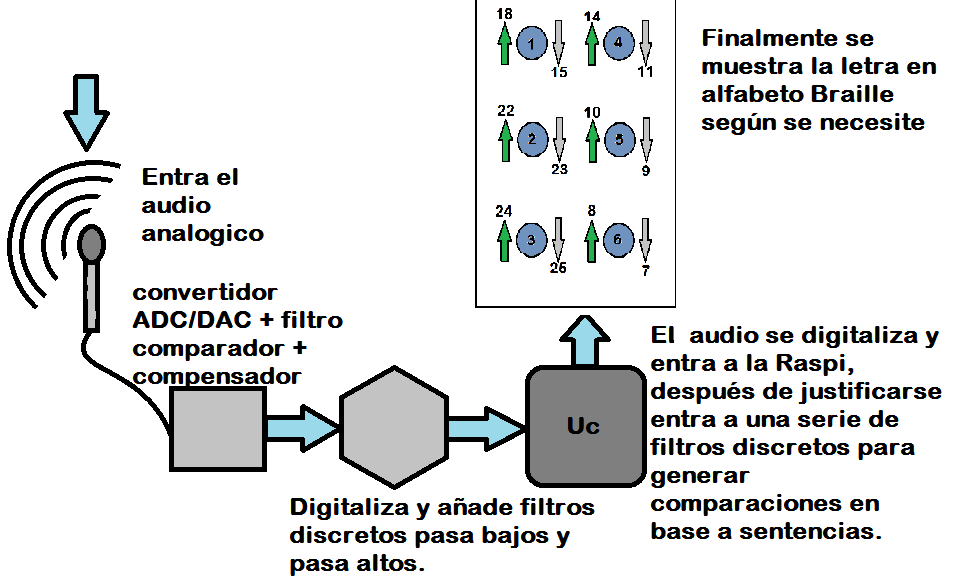 18
14
1
4
15
11
22
10
2
5
23
9
24
8
3
6
25
7
Finalmente se
muestra la letra en
alfabeto Braille
según se necesite
Entra el
audio
analogico
convertidor
ADC/DAC + filtro
comparador +
compensador
Uc
El  audio se digitaliza y
entra a la Raspi,
después de justificarse
entra a una serie de
filtros discretos para
generar
comparaciones en
base a sentencias.
Digitaliza y añade filtros
discretos pasa bajos y
pasa altos.